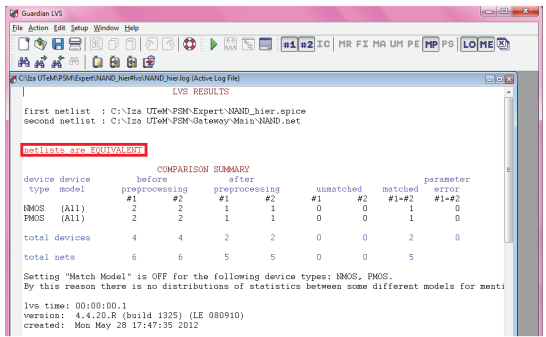 Guardian LVS
File Action Edit Setup Window Help
#1 #2 IC MR FI MA UM PE MP PS LO ME
C:\Iza UTeM\PSM\Expert\NAND_hier#lvs\NAND_hier.log (Active Log File)
LVS RESULTS
first netlist : C:\Iza UTeM\PSM\Expert\NAND_hier.spice
second netlist : C:\Iza UTeM\PSM\Gateway\Main\NAND.net
netlists are EQUIVALENT
COMPARISON SUMMARY
device device before after parameter
type model preprocessing preprocessing unmatched matched error
#1 #2 #1 #2 #1 #2 #1=#2 #1-#2
NMOS (All) 2 2 1 1 0 0 1 0
PMOS (All) 2 2 1 1 0 0 1 0
total devices 4 4 2 2 0 0 2 0
total nets 6 6 5 5 0 0 5
Setting "Match Model" is OFF for the following device types: NMOS, PMOS.
By this reason there is no distributions of statistics between some different models for menti
lvs time: 00:00:00.1
version: 4.4.20.R (build 1325) (LE 080910)
created: Mon May 28 17:47:35 2012